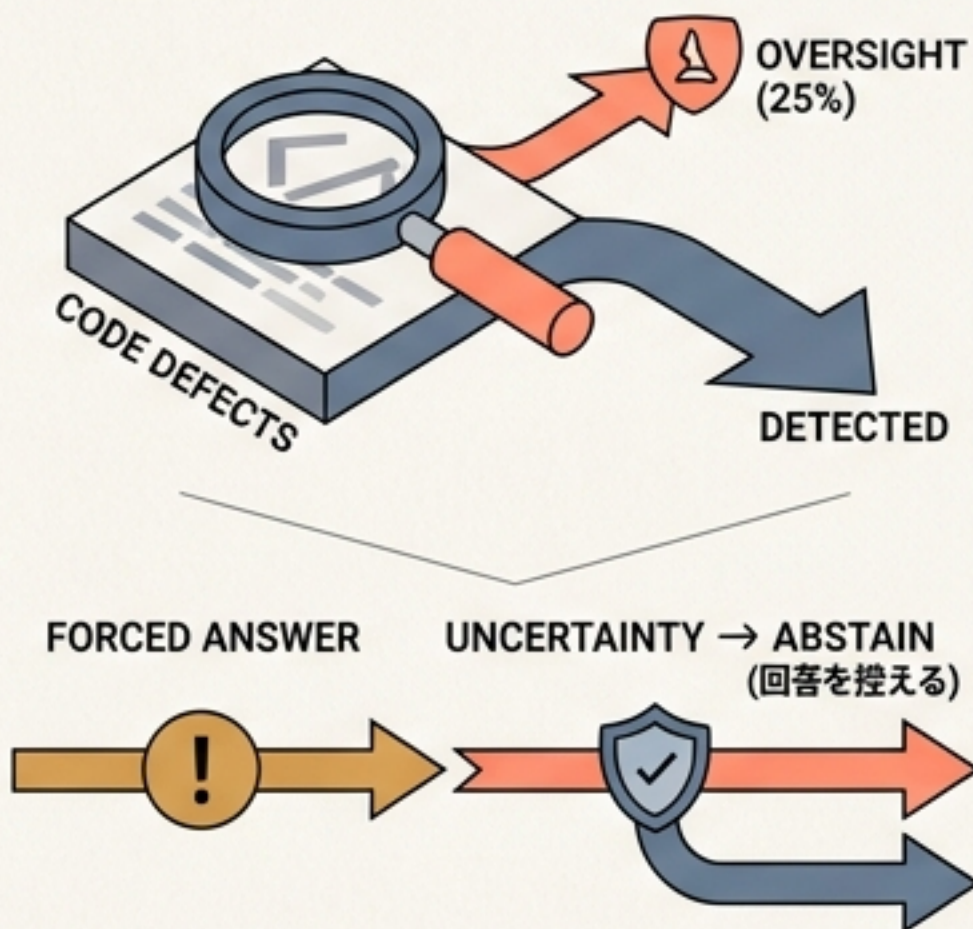 OVERSIGHT
(25%)
CODE DEFECTS
DETECTED
FORCED ANSWER
UNCERTAINTY → ABSTAIN
(回答を控える)